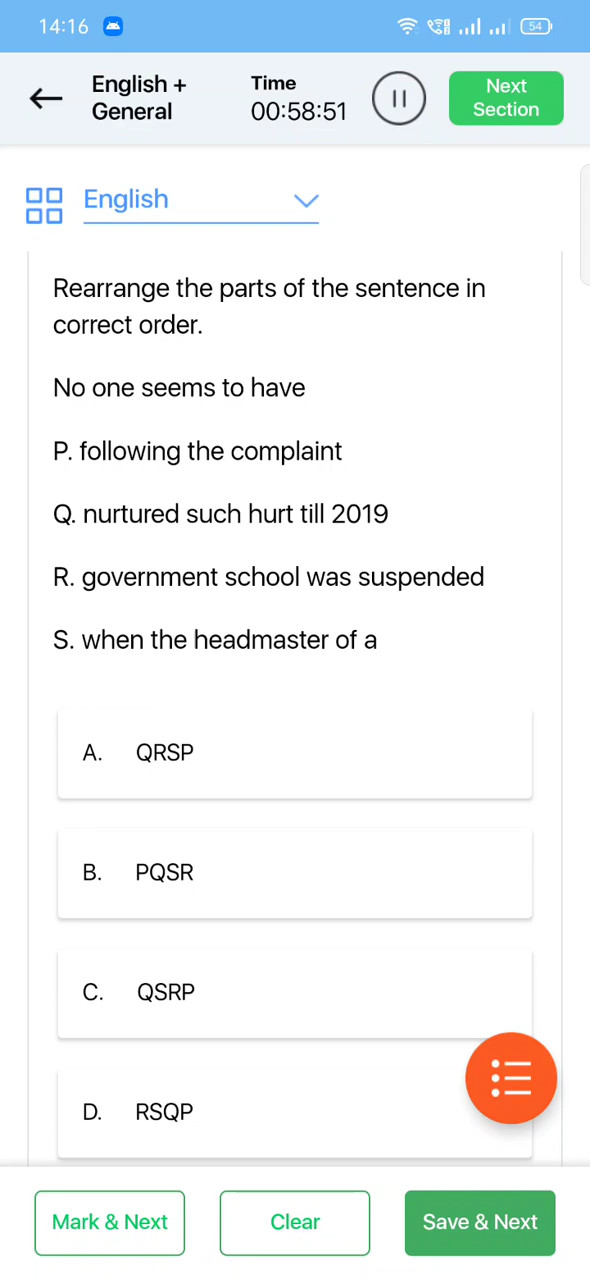 14:16 54
English + Time Next
General 00:58:51 Section
English
Rearrange the parts of the sentence in
correct order.
No one seems to have
P. following the complaint
Q. nurtured such hurt till 2019
R. government school was suspended
S. when the headmaster of a
A. QRSP
B. PQSR
C. QSRP
D. RSQP
Mark & Next Clear Save & Next